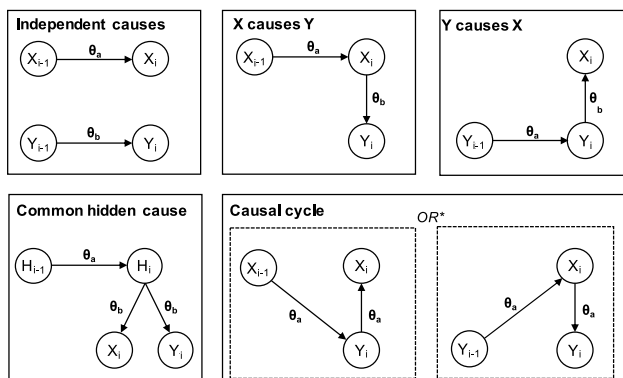 Independent causes
X_{i-1} θ_a X_i
Y_{i-1} θ_b Y_i
X causes Y
X_{i-1} θ_a X_i
θ_b
Y_i
Y causes X
X_i
θ_b
Y_{i-1} θ_a Y_i
Common hidden cause
H_{i-1} θ_a H_i
θ_b θ_b
X_i Y_i
Causal cycle
OR*
X_{i-1} X_i
θ_a θ_a
Y_i
X_i
θ_a θ_a
Y_{i-1} Y_i